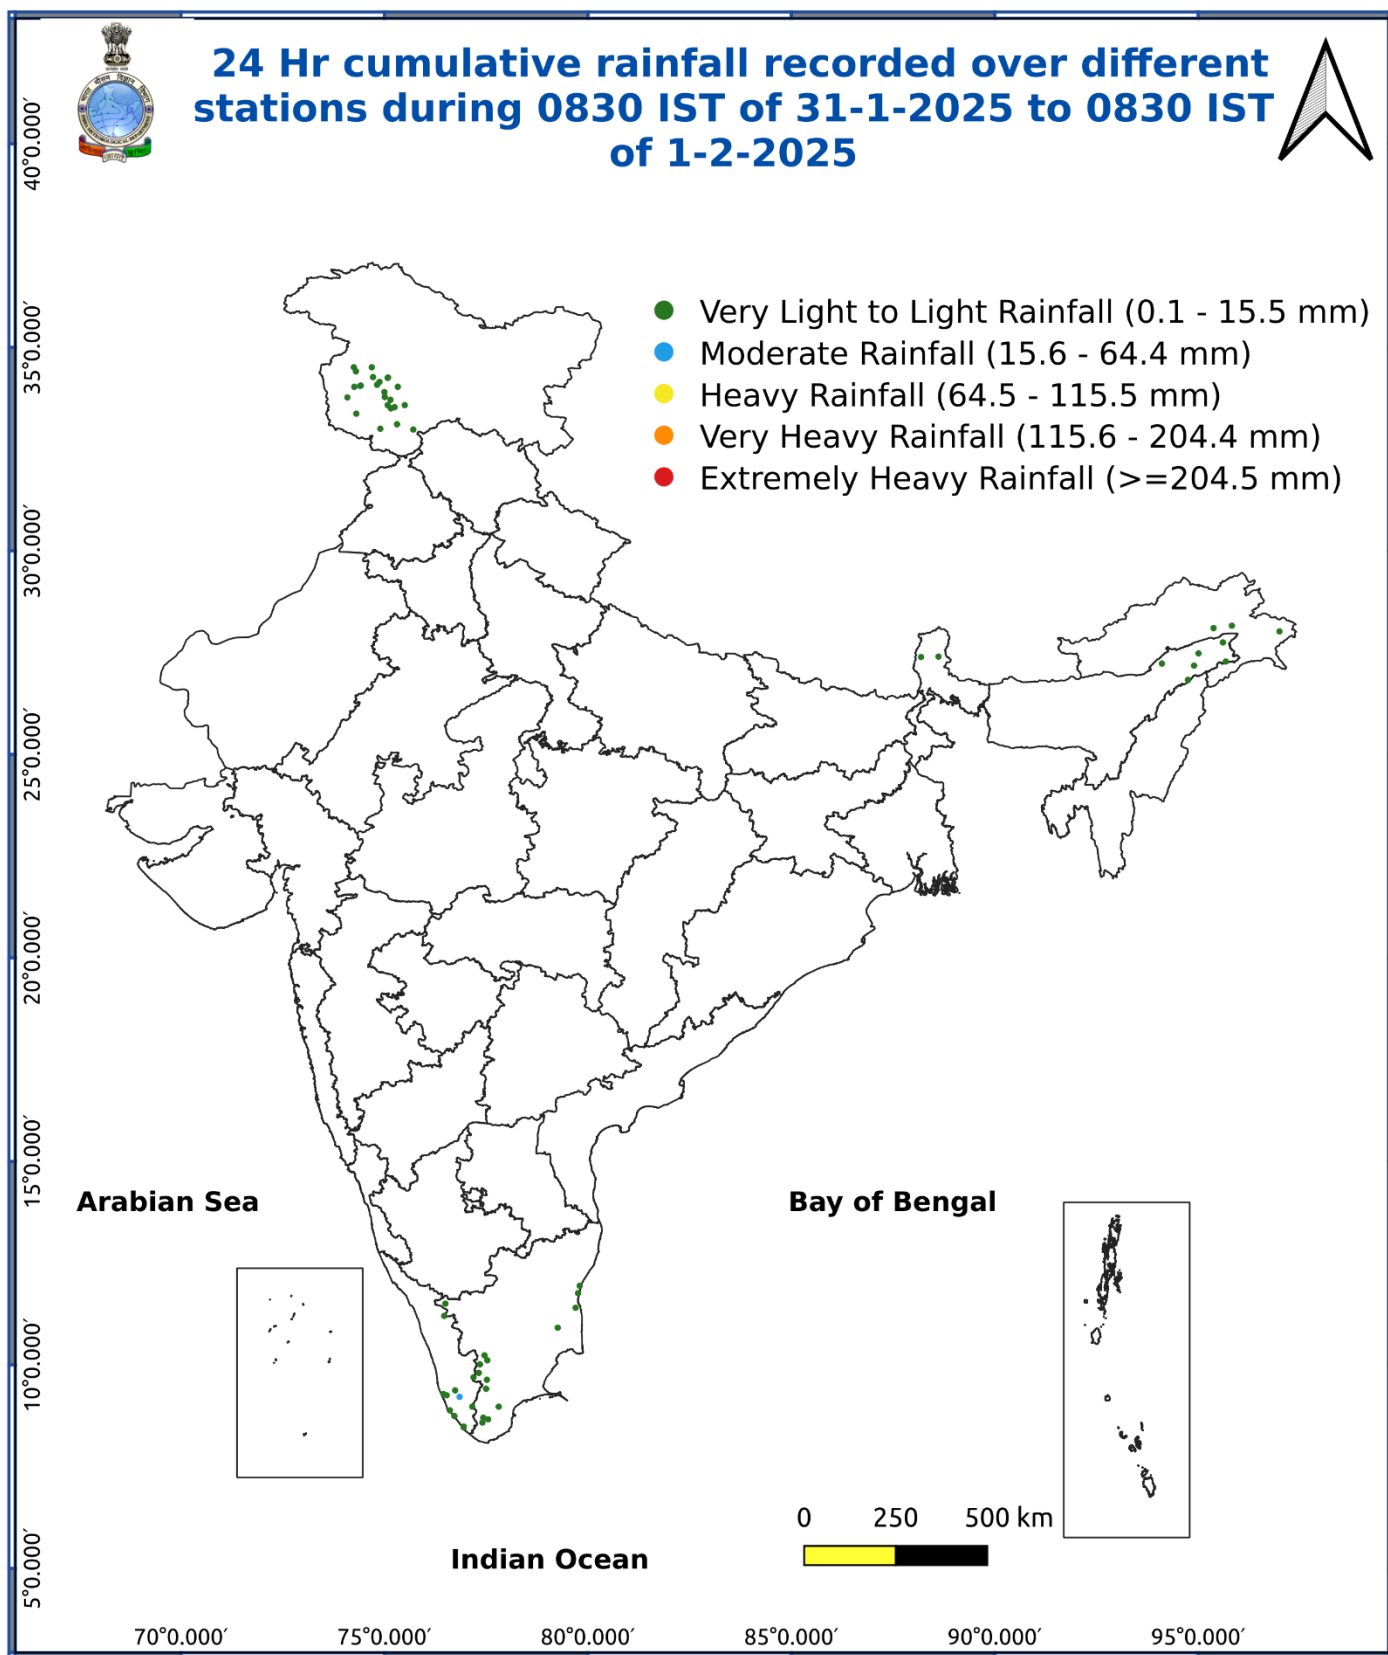 24 Hr cumulative rainfall recorded over different
stations during 0830 IST of 31-1-2025 to 0830 IST
of 1-2-2025
Very Light to Light Rainfall (0.1 - 15.5 mm)
Moderate Rainfall (15.6 - 64.4 mm)
Heavy Rainfall (64.5 - 115.5 mm)
Very Heavy Rainfall (115.6 - 204.4 mm)
Extremely Heavy Rainfall (>=204.5 mm)
40°0.000′
35°0.000′
30°0.000′
25°0.000′
20°0.000′
15°0.000′
10°0.000′
5°0.000′
Arabian Sea
Bay of Bengal
Indian Ocean
0 250 500 km
70°0.000′ 75°0.000′ 80°0.000′ 85°0.000′ 90°0.000′ 95°0.000′